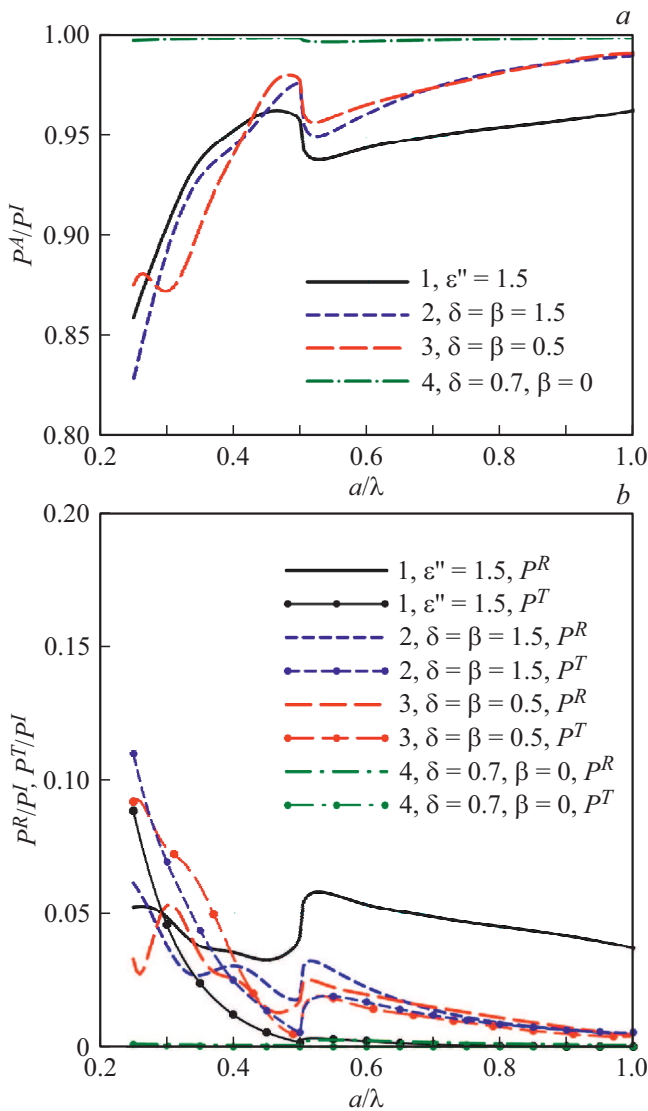 a
1.00
0.95
0.90
0.85
0.80
P^A/P^I
1, ε" = 1.5
2, δ = β = 1.5
3, δ = β = 0.5
4, δ = 0.7, β = 0
0.2 0.4 0.6 0.8 1.0
a/λ
b
0.20
0.15
0.10
0.05
0
P^R/P^I, P^T/P^I
1, ε" = 1.5, P^R
1, ε" = 1.5, P^T
2, δ = β = 1.5, P^R
2, δ = β = 1.5, P^T
3, δ = β = 0.5, P^R
3, δ = β = 0.5, P^T
4, δ = 0.7, β = 0, P^R
4, δ = 0.7, β = 0, P^T
0.2 0.4 0.6 0.8 1.0
a/λ